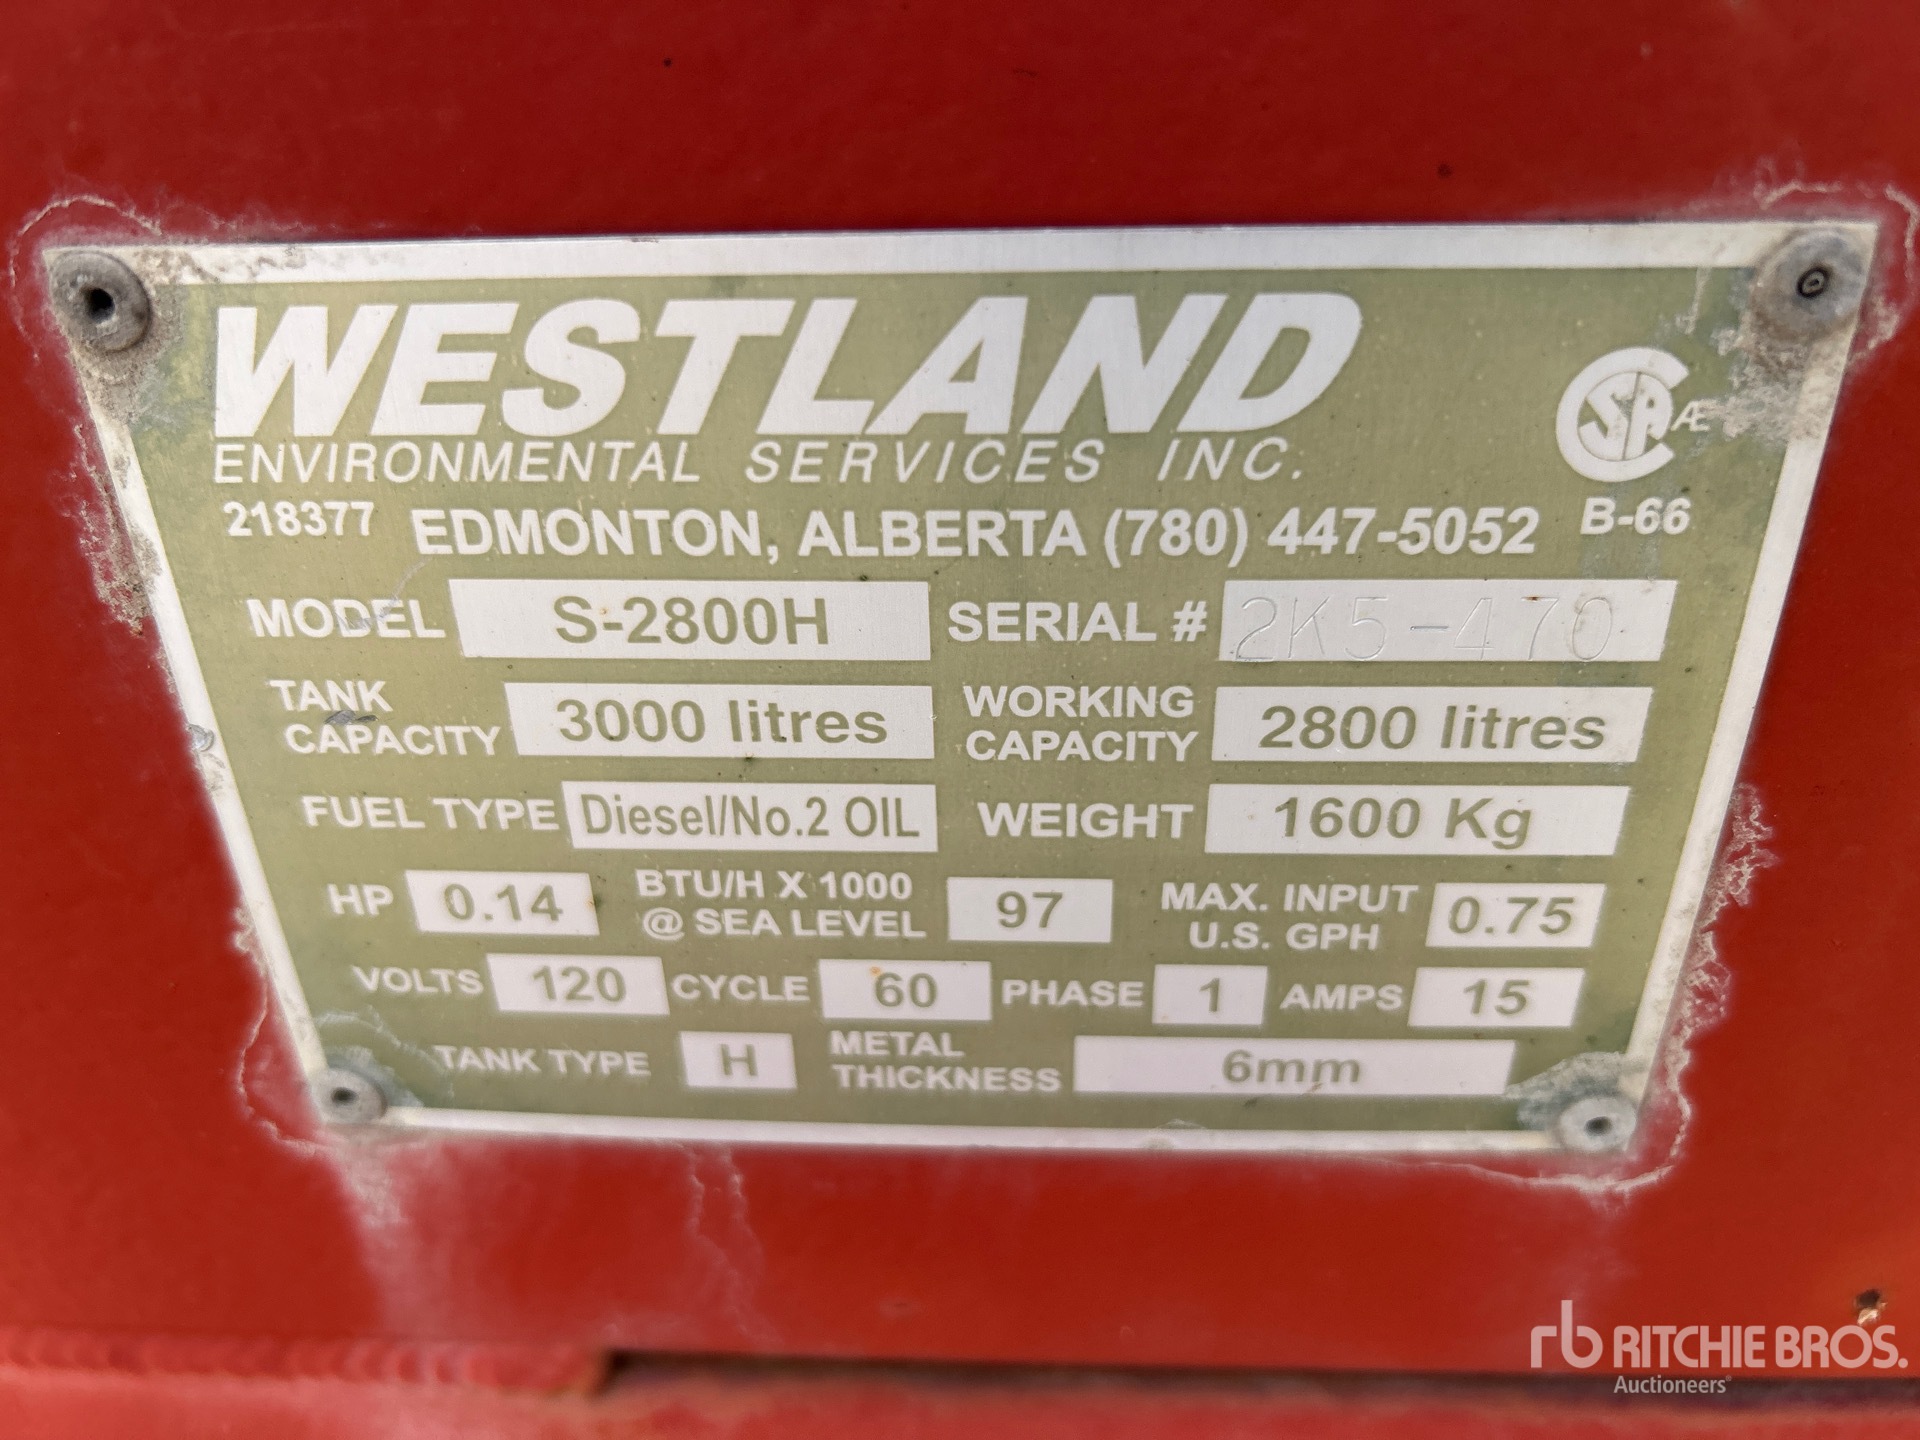 WESTLAND
ENVIRONMENTAL SERVICES INC.
CSA Æ
218377 EDMONTON, ALBERTA (780) 447-5052 B-66
MODEL S-2800H SERIAL # 2K5-470
TANK CAPACITY 3000 litres WORKING CAPACITY 2800 litres
FUEL TYPE Diesel/No.2 OIL WEIGHT 1600 Kg
HP 0.14 BTU/H X 1000 @ SEA LEVEL 97 MAX. INPUT U.S. GPH 0.75
VOLTS 120 CYCLE 60 PHASE 1 AMPS 15
TANK TYPE H METAL THICKNESS 6mm
rb RITCHIE BROS.
Auctioneers